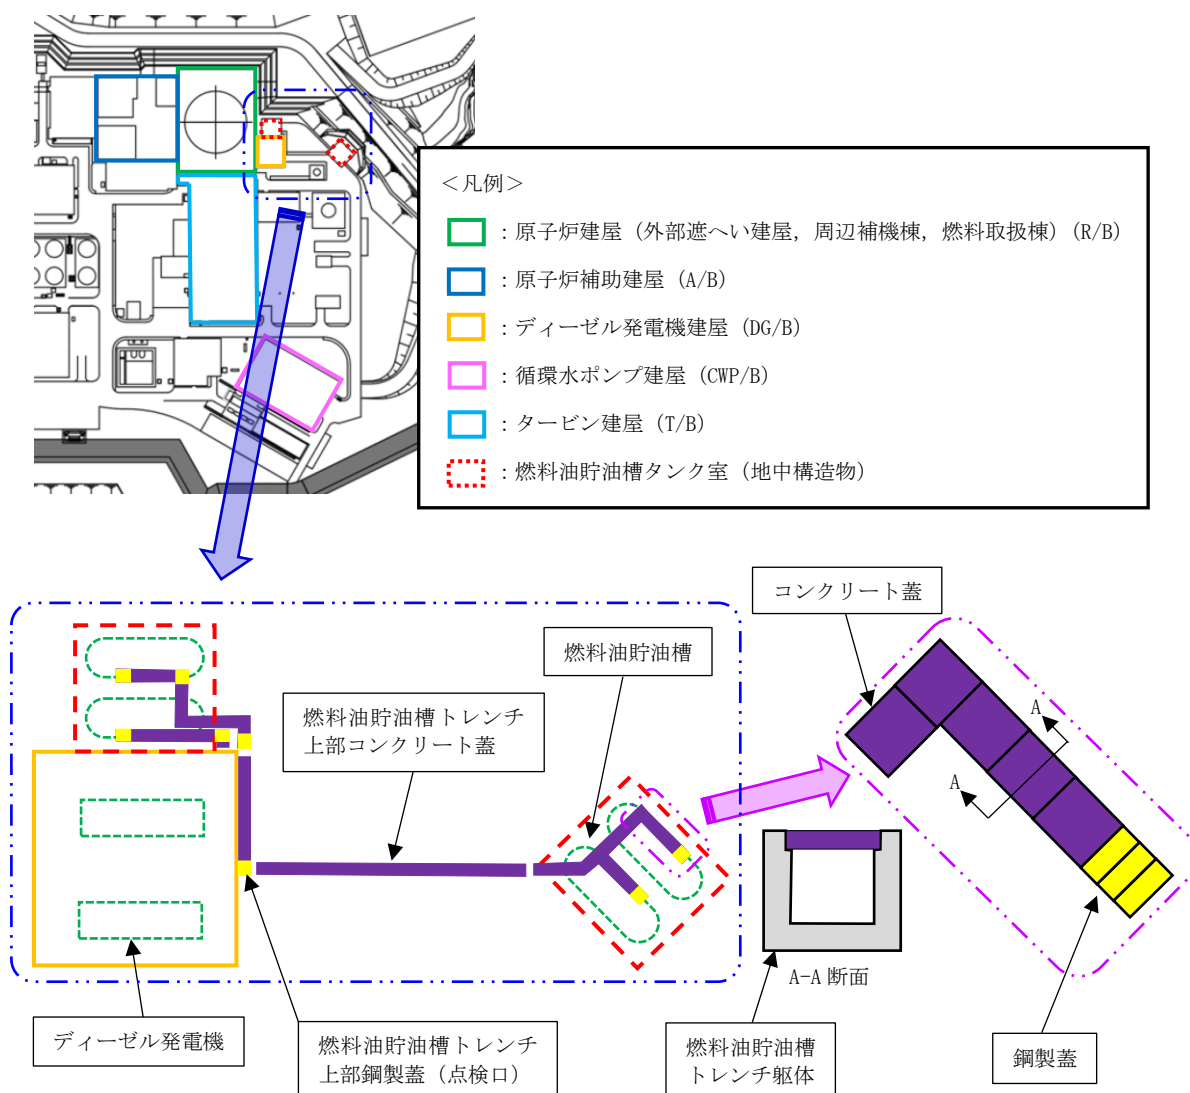 ＜凡例＞
：原子炉建屋（外部遮へい建屋，周辺補機棟，燃料取扱棟）(R/B)
：原子炉補助建屋（A/B）
：ディーゼル発電機建屋（DG/B）
：循環水ポンプ建屋（CWP/B）
：タービン建屋（T/B）
：燃料油貯油槽タンク室（地中構造物）
コンクリート蓋
燃料油貯油槽
燃料油貯油槽トレンチ
上部コンクリート蓋
A
A
A-A 断面
ディーゼル発電機
燃料油貯油槽トレンチ
上部鋼製蓋（点検口）
燃料油貯油槽
トレンチ躯体
鋼製蓋